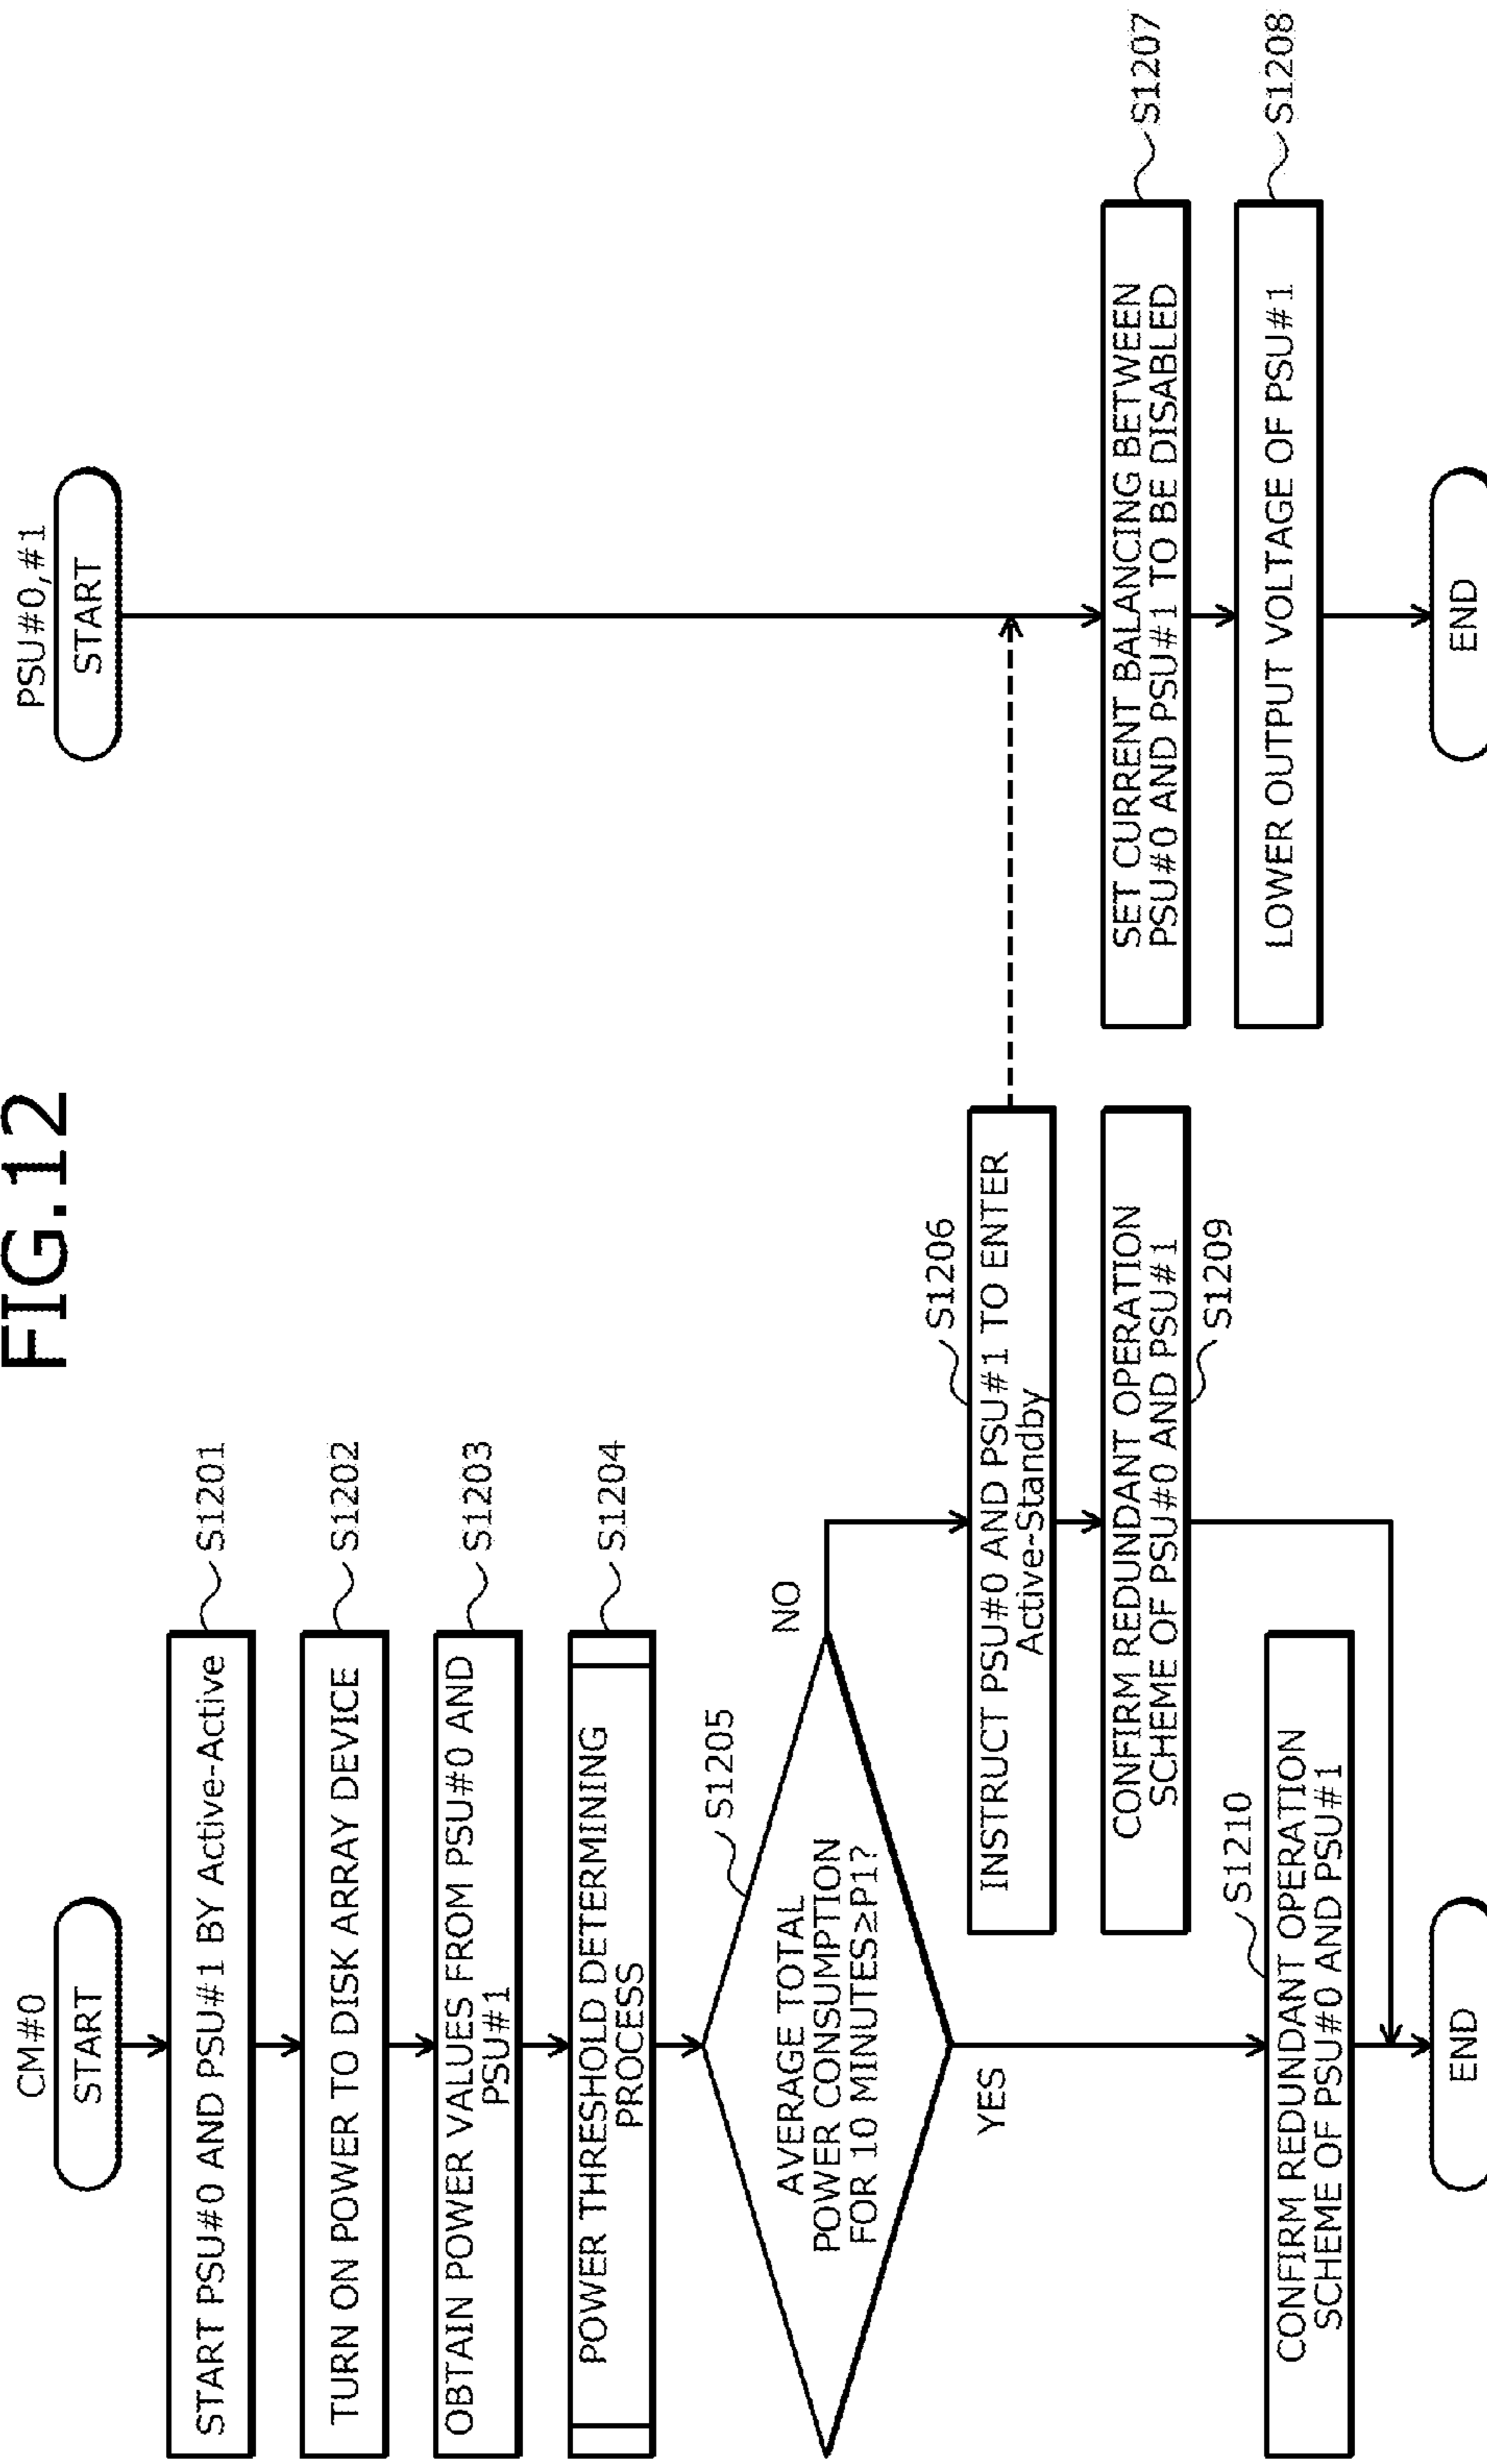 FIG.12
CM#0
START
START PSU#0 AND PSU#1 BY Active-Active
S1201
TURN ON POWER TO DISK ARRAY DEVICE
S1202
OBTAIN POWER VALUES FROM PSU#0 AND
PSU#1
S1203
POWER THRESHOLD DETERMINING
PROCESS
S1204
AVERAGE TOTAL
POWER CONSUMPTION
FOR 10 MINUTES≥P1?
S1205
NO
YES
INSTRUCT PSU#0 AND PSU#1 TO ENTER
Active-Standby
S1206
CONFIRM REDUNDANT OPERATION
SCHEME OF PSU#0 AND PSU#1
S1209
CONFIRM REDUNDANT OPERATION
SCHEME OF PSU#0 AND PSU#1
S1210
END
PSU#0,#1
START
SET CURRENT BALANCING BETWEEN
PSU#0 AND PSU#1 TO BE DISABLED
S1207
LOWER OUTPUT VOLTAGE OF PSU#1
S1208
END